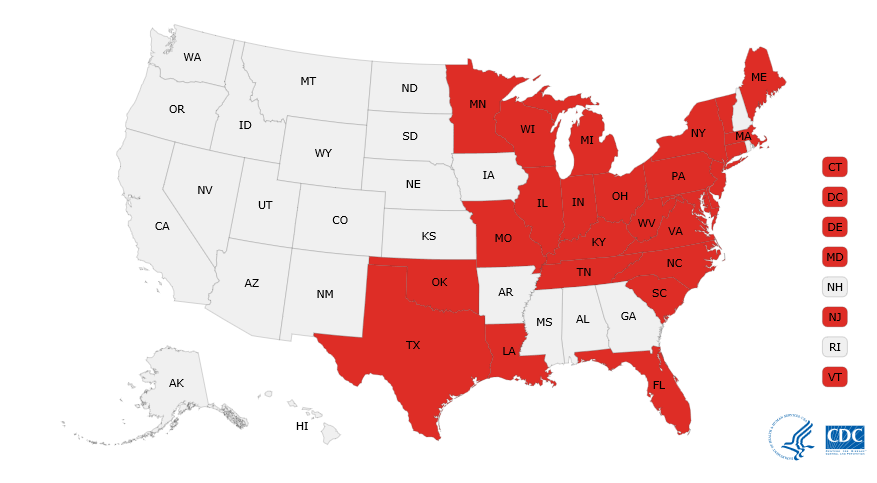 WA
MT
ND
MN
ME
OR
ID
SD
WI
MI
NY
MA
WY
IA
PA
CT
NV
UT
NE
IL
IN
OH
DC
CA
CO
KS
MO
KY
WV
VA
DE
MD
AZ
NM
OK
AR
TN
NC
SC
NH
TX
LA
MS
AL
GA
NJ
RI
AK
FL
VT
HI
CDC